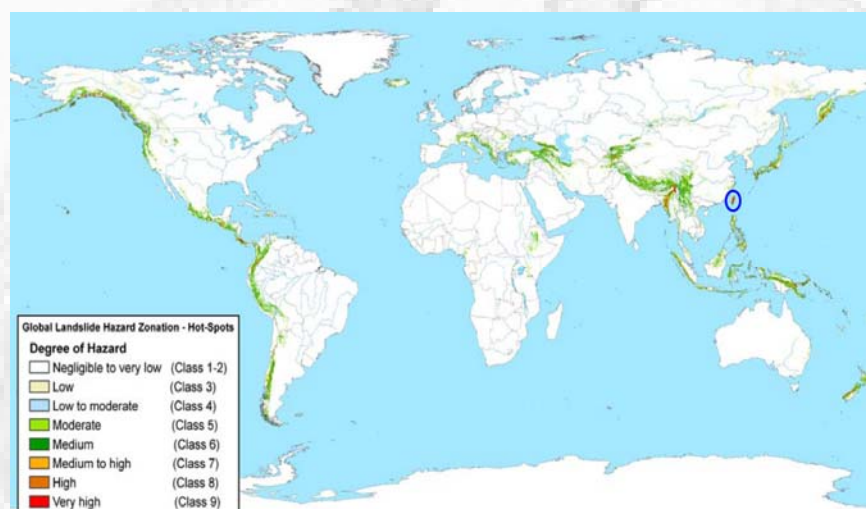 Global Landslide Hazard Zonation - Hot-Spots
Degree of Hazard
Negligible to very low (Class 1-2)
Low (Class 3)
Low to moderate (Class 4)
Moderate (Class 5)
Medium (Class 6)
Medium to high (Class 7)
High (Class 8)
Very high (Class 9)